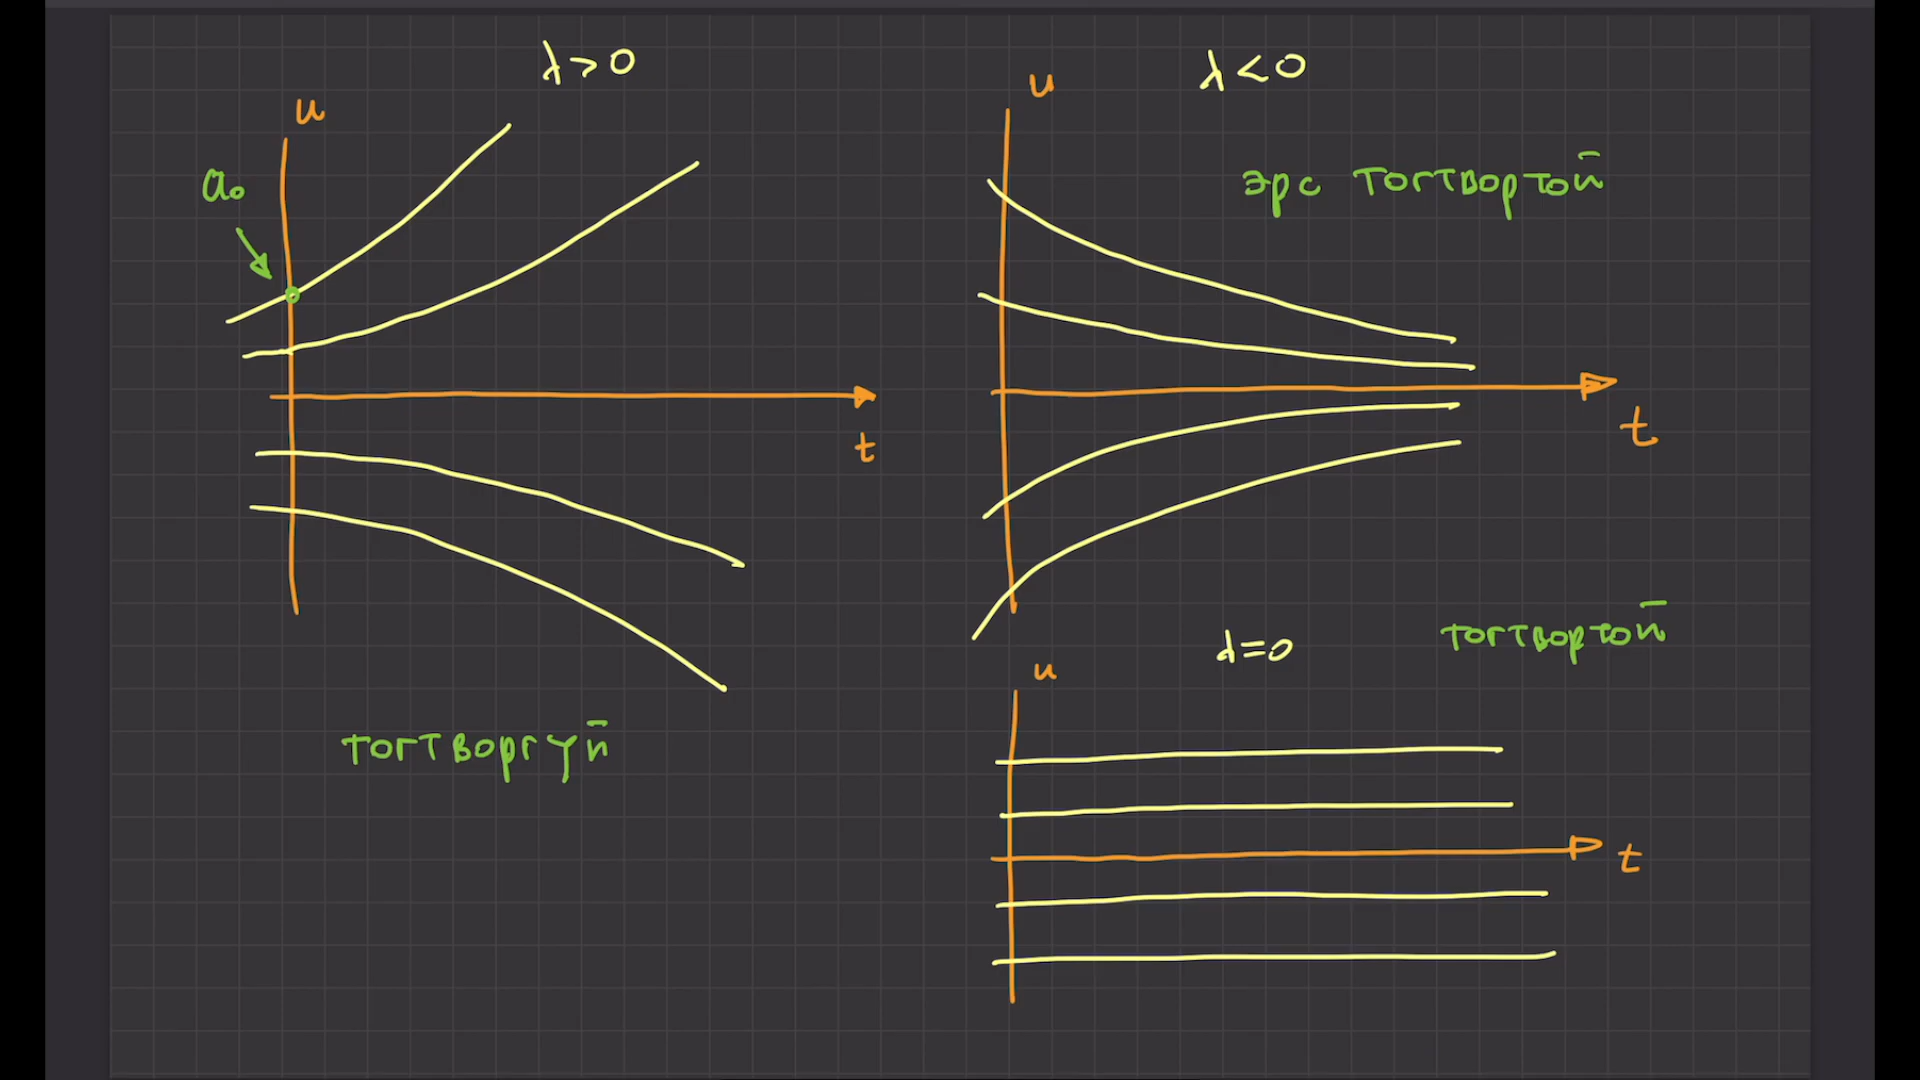 λ>0
u
a₀
t
тогтворгүй
λ<0
u
эрс тогтвортой
t
λ=0
тогтвортой
u
t